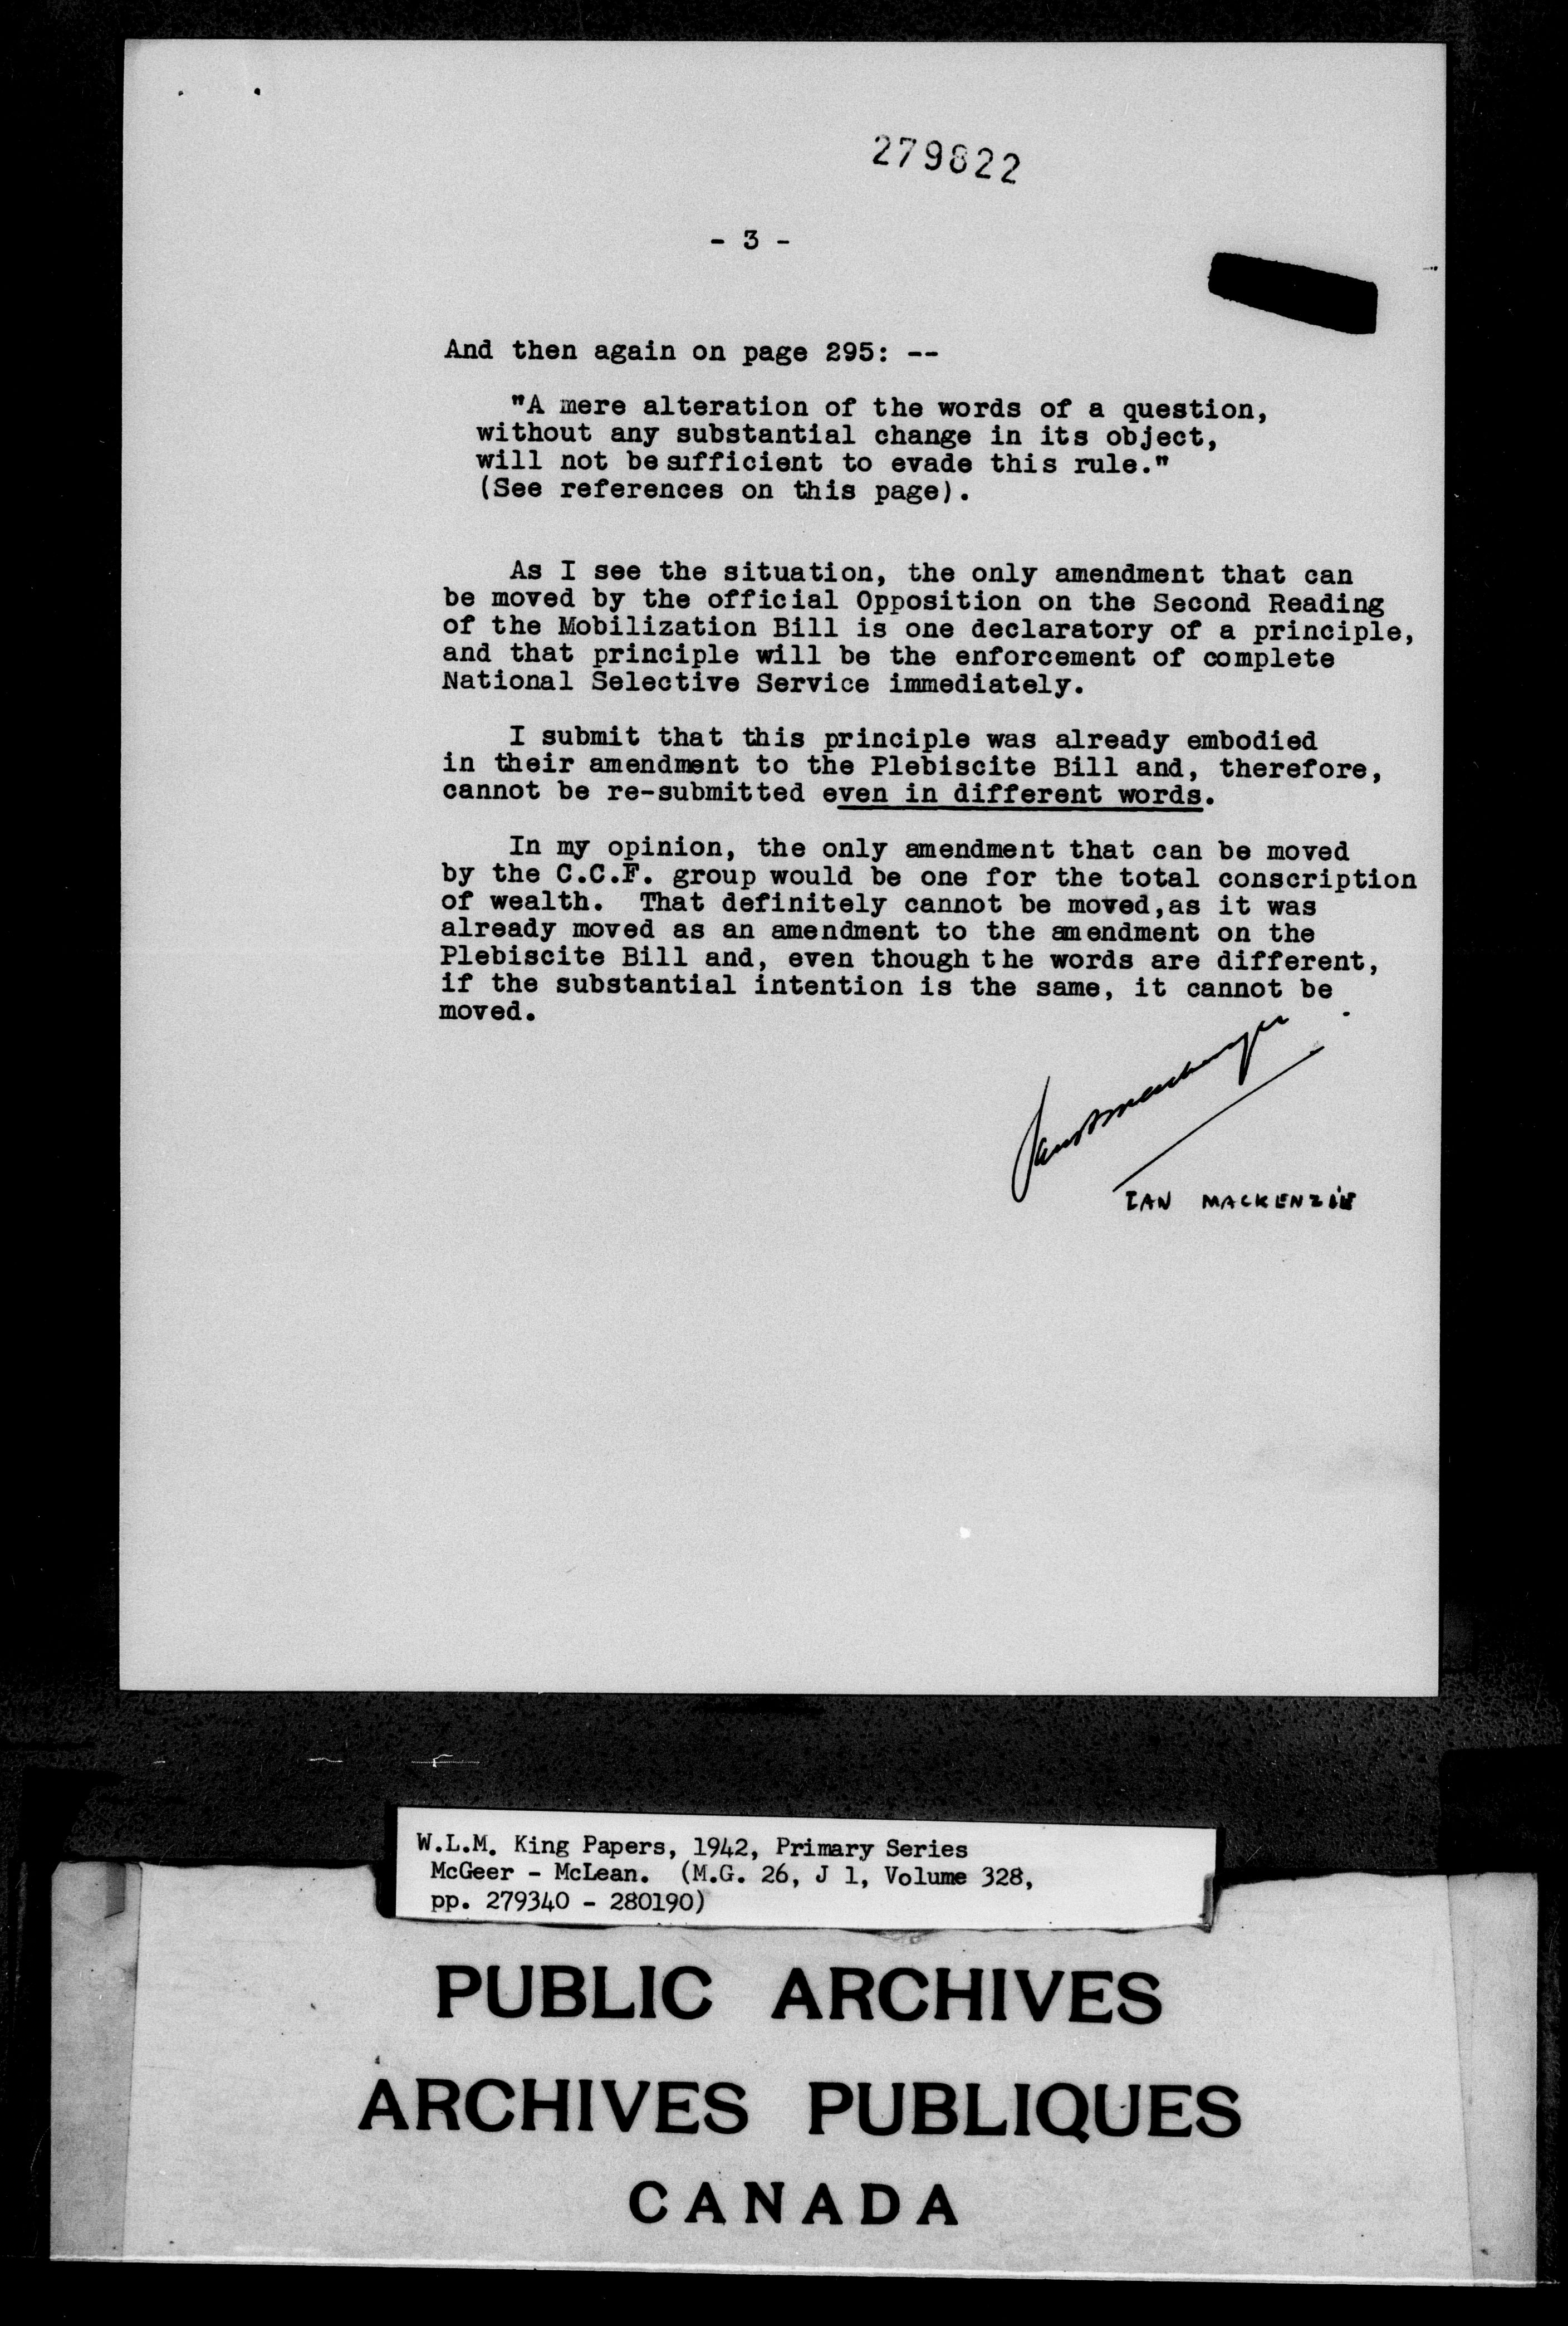 279822
- 3 -
And then again on page 295: --
"A mere alteration of the words of a question,
without any substantial change in its object,
will not be sufficient to evade this rule."
(See references on this page).
As I see the situation, the only amendment that can
be moved by the official Opposition on the Second Reading
of the Mobilization Bill is one declaratory of a principle,
and that principle will be the enforcement of complete
National Selective Service immediately.
I submit that this principle was already embodied
in their amendment to the Plebiscite Bill and, therefore,
cannot be re-submitted even in different words.
In my opinion, the only amendment that can be moved
by the C.C.F. group would be one for the total conscription
of wealth. That definitely cannot be moved,as it was
already moved as an amendment to the amendment on the
Plebiscite Bill and, even though the words are different,
if the substantial intention is the same, it cannot be
moved.
IAN MACKENZIE
W.L.M. King Papers, 1942, Primary Series
McGeer - McLean. (M.G. 26, J 1, Volume 328,
pp. 279340 - 280190)
PUBLIC ARCHIVES
ARCHIVES PUBLIQUES
CANADA